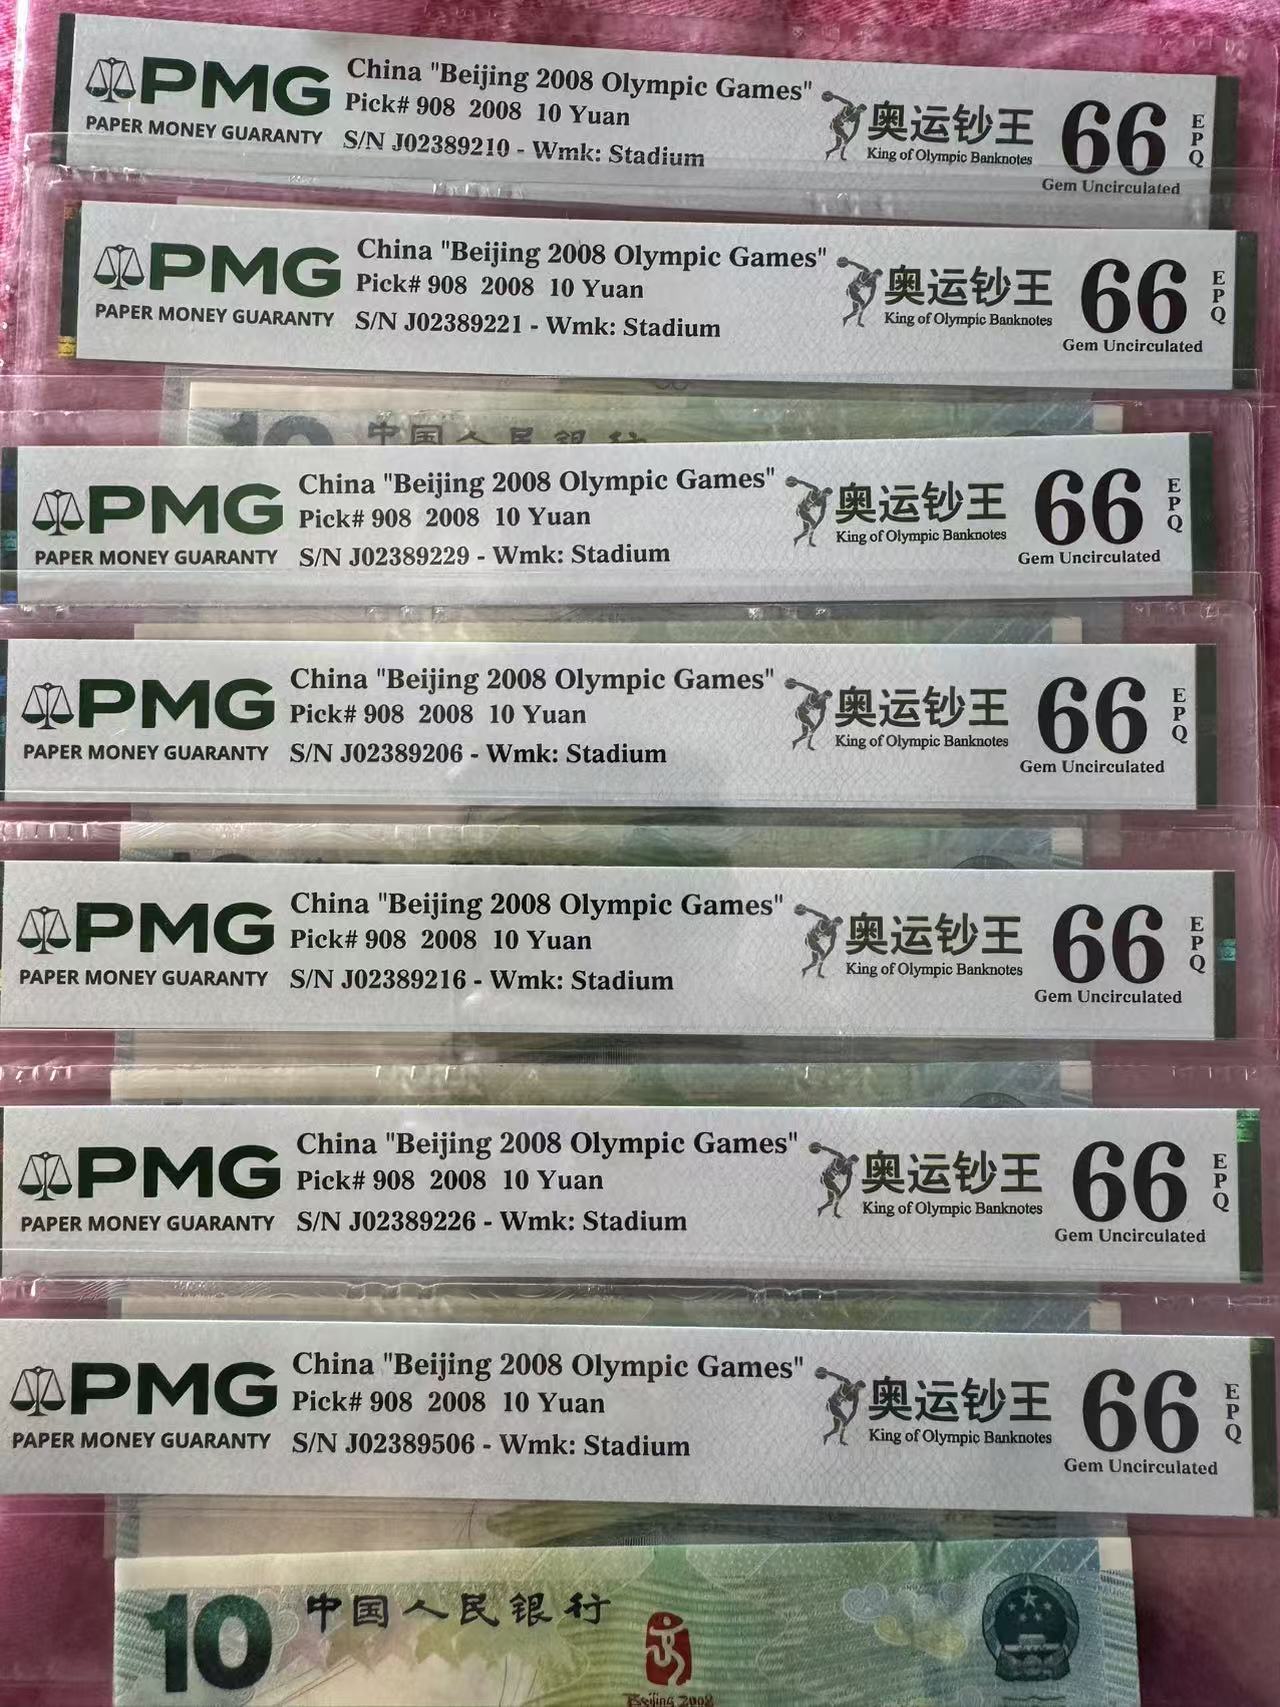 PMG
PAPER MONEY GUARANTY
China "Beijing 2008 Olympic Games"
Pick# 908 2008 10 Yuan
S/N J02389210 - Wmk: Stadium
奥运钞王
King of Olympic Banknotes
66
EPQ
Gem Uncirculated
PMG
PAPER MONEY GUARANTY
China "Beijing 2008 Olympic Games"
Pick# 908 2008 10 Yuan
S/N J02389221 - Wmk: Stadium
奥运钞王
King of Olympic Banknotes
66
EPQ
Gem Uncirculated
10 中国人民银行
PMG
PAPER MONEY GUARANTY
China "Beijing 2008 Olympic Games"
Pick# 908 2008 10 Yuan
S/N J02389229 - Wmk: Stadium
奥运钞王
King of Olympic Banknotes
66
EPQ
Gem Uncirculated
PMG
PAPER MONEY GUARANTY
China "Beijing 2008 Olympic Games"
Pick# 908 2008 10 Yuan
S/N J02389206 - Wmk: Stadium
奥运钞王
King of Olympic Banknotes
66
EPQ
Gem Uncirculated
PMG
PAPER MONEY GUARANTY
China "Beijing 2008 Olympic Games"
Pick# 908 2008 10 Yuan
S/N J02389216 - Wmk: Stadium
奥运钞王
King of Olympic Banknotes
66
EPQ
Gem Uncirculated
PMG
PAPER MONEY GUARANTY
China "Beijing 2008 Olympic Games"
Pick# 908 2008 10 Yuan
S/N J02389226 - Wmk: Stadium
奥运钞王
King of Olympic Banknotes
66
EPQ
Gem Uncirculated
PMG
PAPER MONEY GUARANTY
China "Beijing 2008 Olympic Games"
Pick# 908 2008 10 Yuan
S/N J02389506 - Wmk: Stadium
奥运钞王
King of Olympic Banknotes
66
EPQ
Gem Uncirculated
10 中国人民银行
Beijing 2008